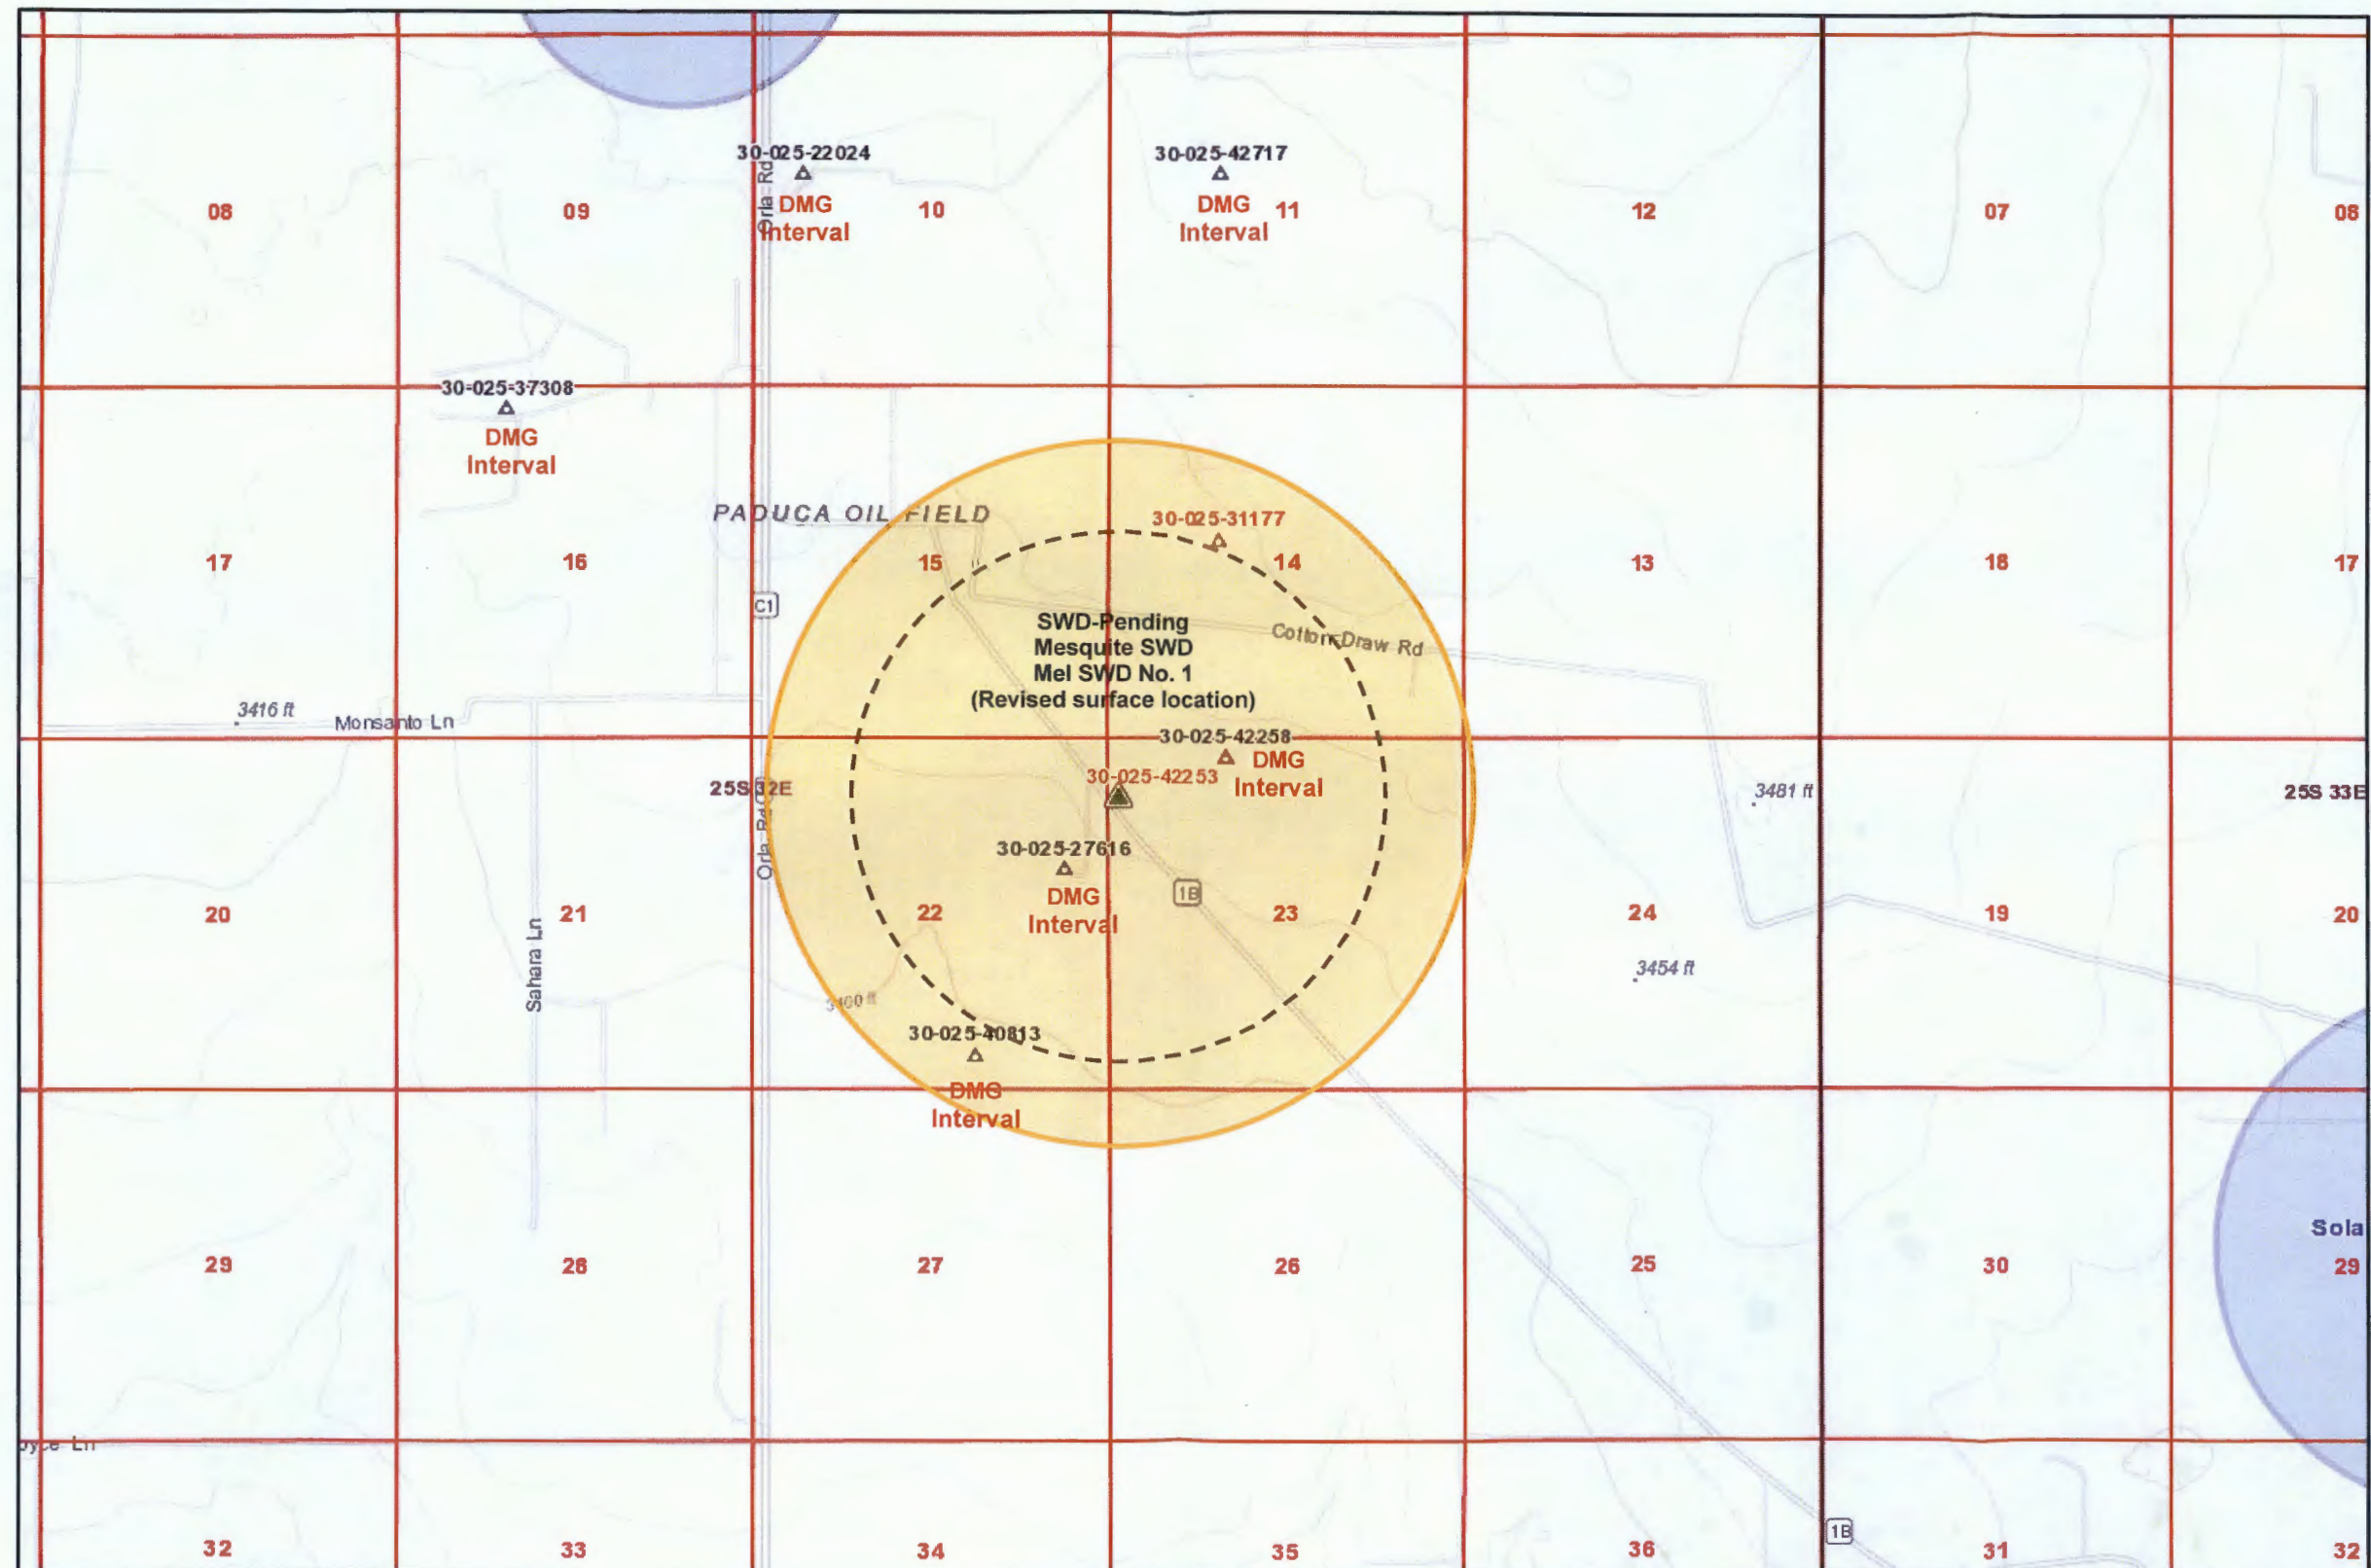 30-025-22024
30-025-42717
Orla Rd
DMG
Interval
DMG
Interval
08
09
10
11
12
07
08
30-025-37308
DMG
Interval
PADUCA OIL FIELD
30-025-31177
17
16
15
14
13
18
17
C1
SWD-Pending
Mesquite SWD
Mel SWD No. 1
(Revised surface location)
Cotton Draw Rd
3416 ft
Monsanto Ln
30-025-42258
DMG
Interval
30-025-42253
25S 32E
3481 ft
25S 33E
Orla Rd
30-025-27616
DMG
Interval
1B
20
21
22
23
24
19
20
Sahara Ln
3454 ft
3400 ft
30-025-40813
DMG
Interval
Sola
29
28
27
26
25
30
29
Ln
1B
32
33
34
35
36
31
32